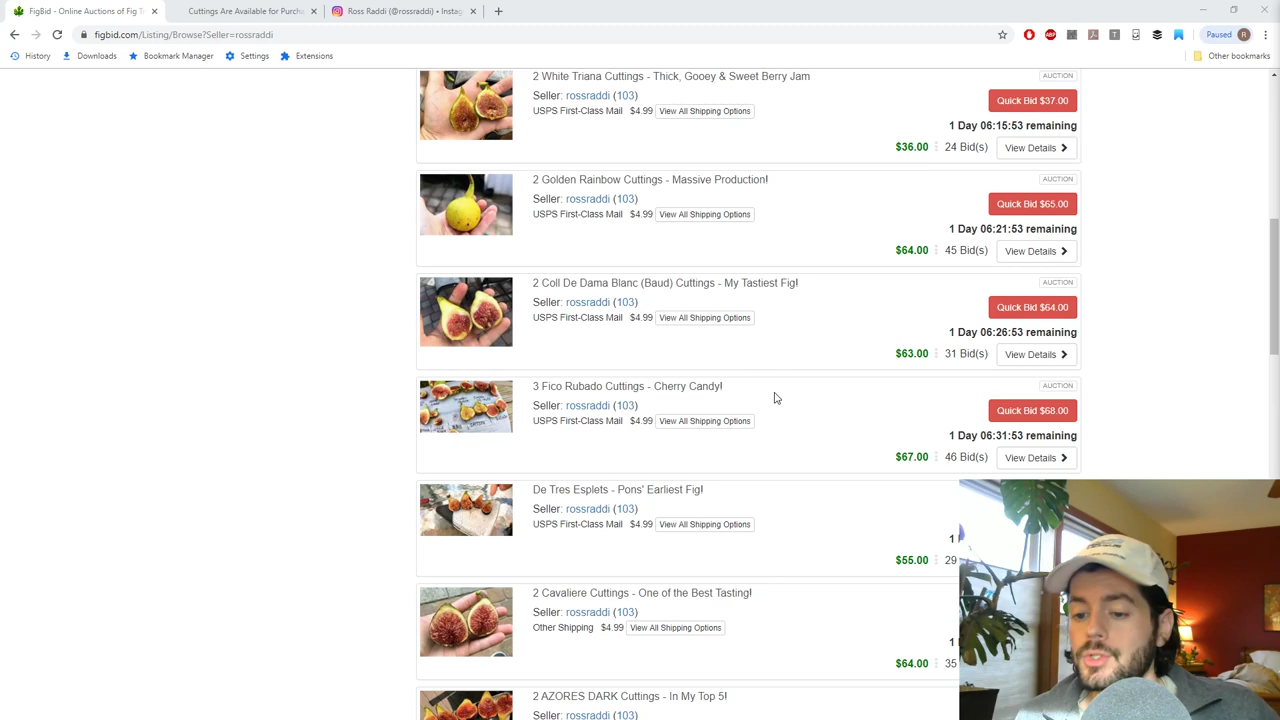 FigBid - Online Auctions of Fig Tr
Cuttings Are Available for Purcha
Ross Raddi (@rossraddi) • Instag
figbid.com/Listing/Browse?Seller=rossraddi
Paused
R
History
Downloads
Bookmark Manager
Settings
Extensions
Other bookmarks
2 White Triana Cuttings - Thick, Gooey & Sweet Berry Jam
AUCTION
Seller: rossraddi (103)
Quick Bid $37.00
USPS First-Class Mail $4.99 View All Shipping Options
1 Day 06:15:53 remaining
$36.00 24 Bid(s) View Details
2 Golden Rainbow Cuttings - Massive Production!
AUCTION
Seller: rossraddi (103)
Quick Bid $65.00
USPS First-Class Mail $4.99 View All Shipping Options
1 Day 06:21:53 remaining
$64.00 45 Bid(s) View Details
2 Coll De Dama Blanc (Baud) Cuttings - My Tastiest Fig!
AUCTION
Seller: rossraddi (103)
Quick Bid $64.00
USPS First-Class Mail $4.99 View All Shipping Options
1 Day 06:26:53 remaining
$63.00 31 Bid(s) View Details
3 Fico Rubado Cuttings - Cherry Candy!
AUCTION
Seller: rossraddi (103)
Quick Bid $68.00
USPS First-Class Mail $4.99 View All Shipping Options
1 Day 06:31:53 remaining
$67.00 46 Bid(s) View Details
De Tres Esplets - Pons' Earliest Fig!
Seller: rossraddi (103)
USPS First-Class Mail $4.99 View All Shipping Options
1
$55.00 29
2 Cavaliere Cuttings - One of the Best Tasting!
Seller: rossraddi (103)
Other Shipping $4.99 View All Shipping Options
1
$64.00 35
2 AZORES DARK Cuttings - In My Top 5!
Seller: rossraddi (103)